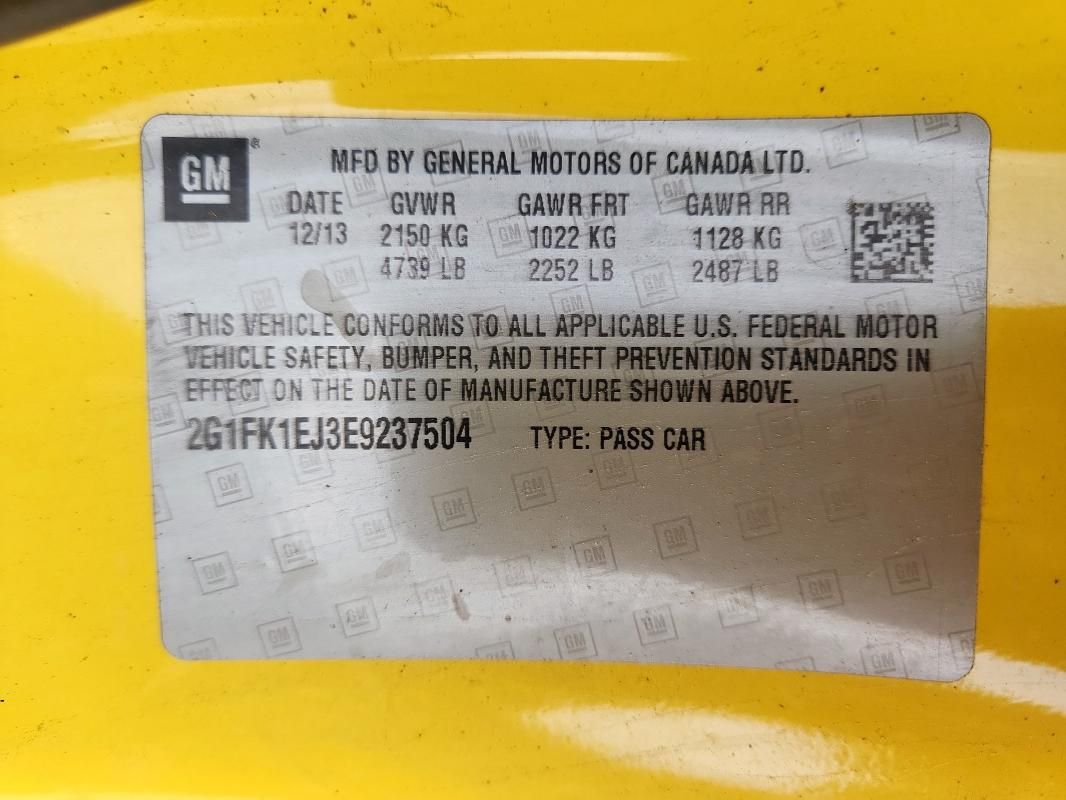 GM
MFD BY GENERAL MOTORS OF CANADA LTD.
DATE GVWR GAWR FRT GAWR RR
12/13 2150 KG 1022 KG 1128 KG
4739 LB 2252 LB 2487 LB
THIS VEHICLE CONFORMS TO ALL APPLICABLE U.S. FEDERAL MOTOR
VEHICLE SAFETY, BUMPER, AND THEFT PREVENTION STANDARDS IN
EFFECT ON THE DATE OF MANUFACTURE SHOWN ABOVE.
2G1FK1EJ3E9237504 TYPE: PASS CAR